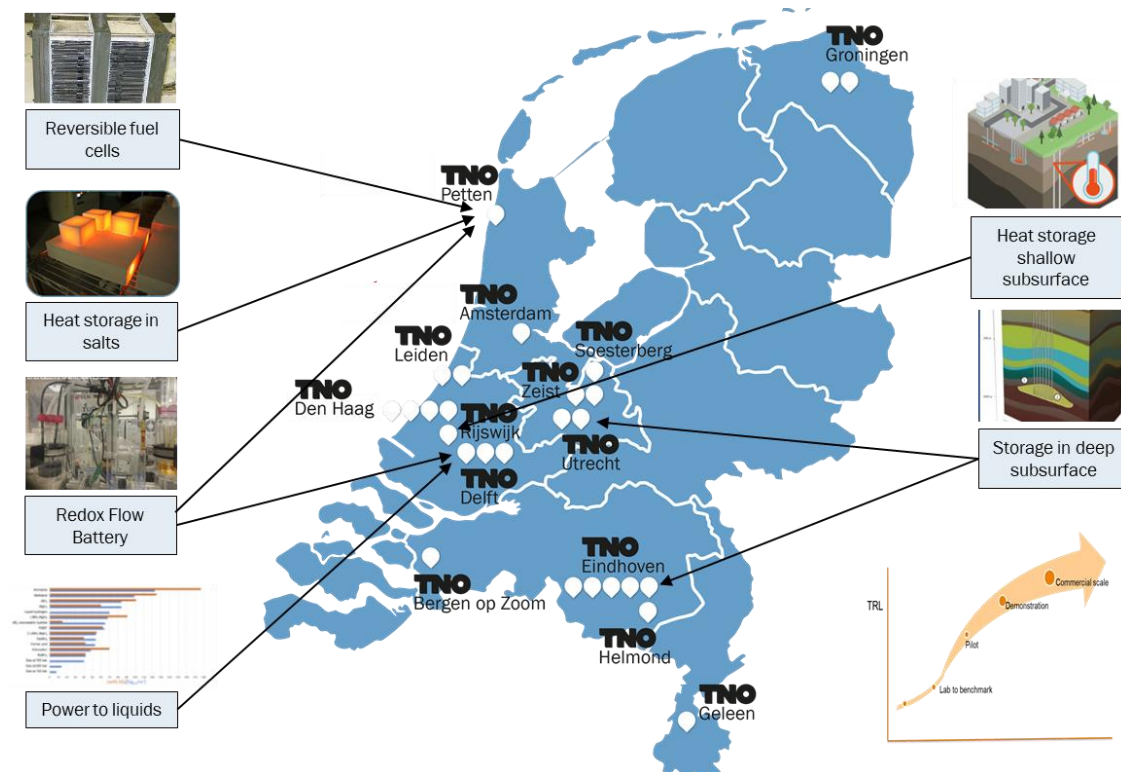 TNO
Groningen
Reversible fuel
cells
TNO
Petten
Heat storage
shallow
subsurface
Heat storage in
salts
TNO
Amsterdam
TNO
Leiden
TNO
Soesterberg
TNO
Zeist
TNO
Den Haag
TNO
Rijswijk
TNO
Utrecht
Storage in deep
subsurface
TNO
Delft
Redox Flow
Battery
TNO
Eindhoven
TNO
Bergen op Zoom
TNO
Helmond
TRL
Commercial scale
Demonstration
Pilot
Lab to benchmark
Power to liquids
TNO
Geleen